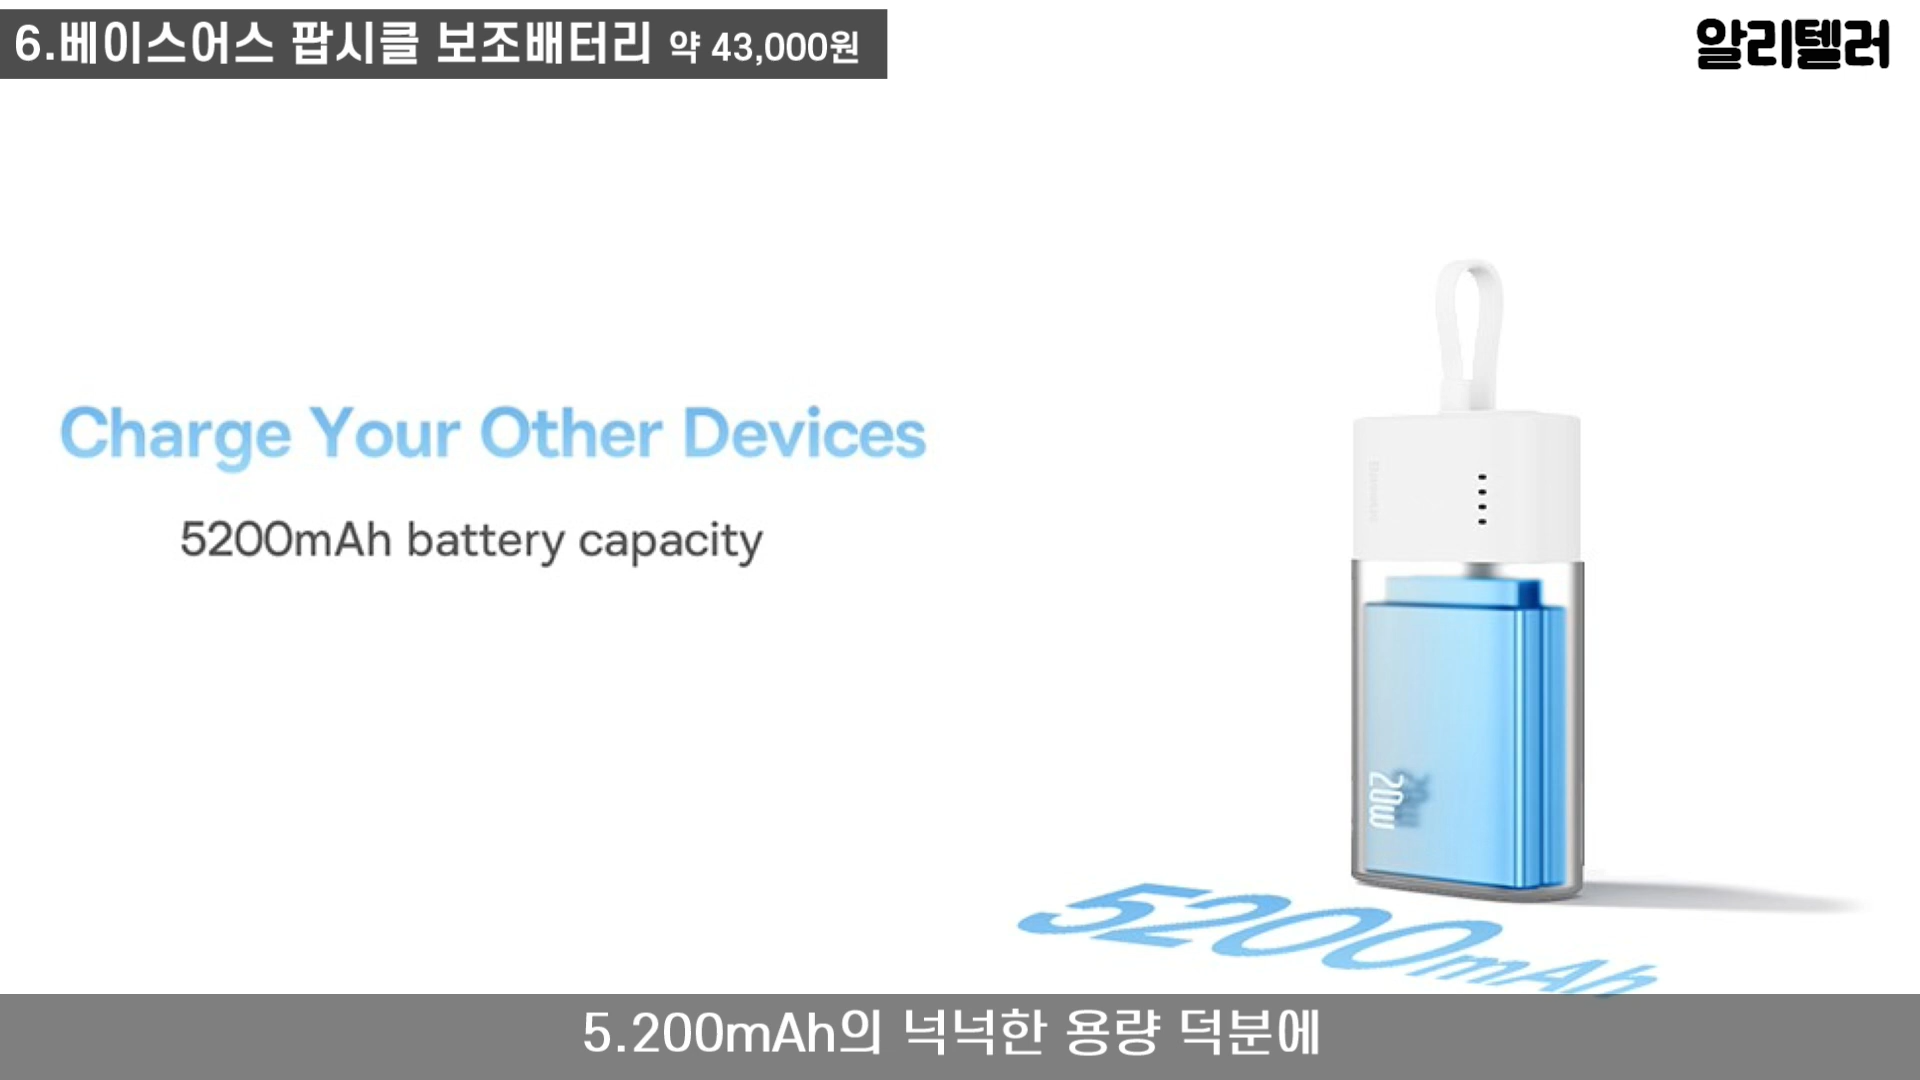 6.베이스어스 팝시클 보조배터리 약 43,000원
알리텔러
Charge Your Other Devices
5200mAh battery capacity
20w
5200mAh
5.200mAh의 넉넉한 용량 덕분에